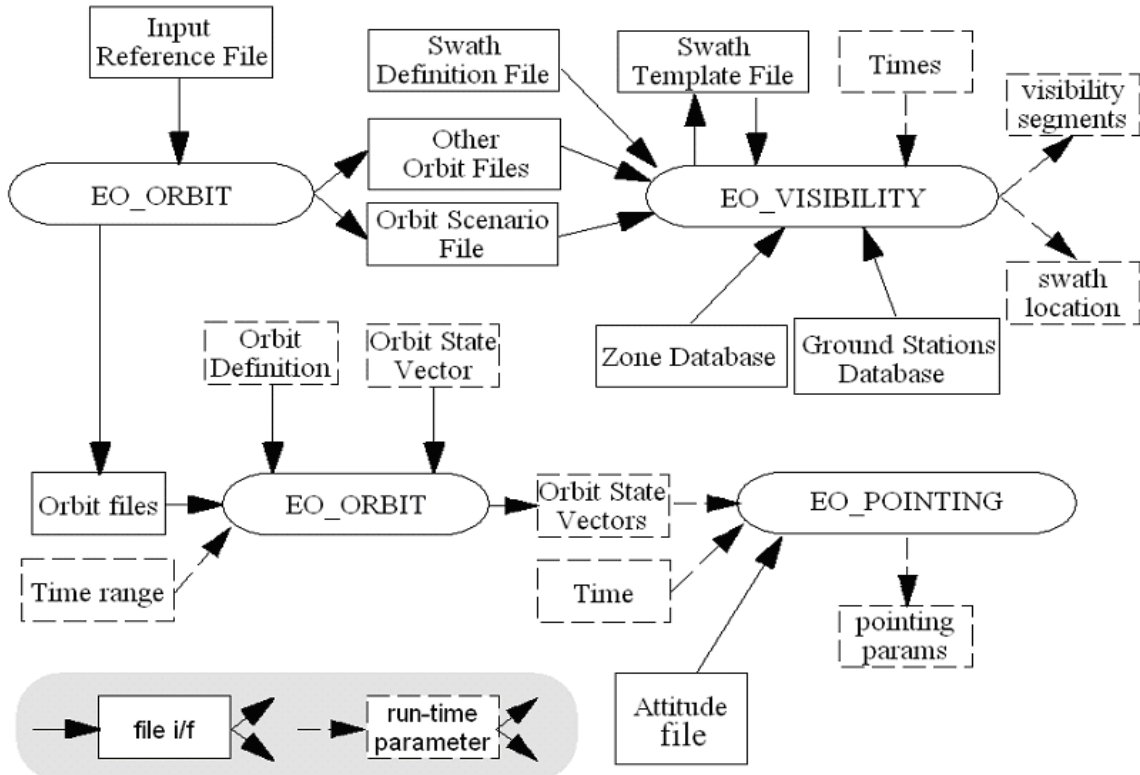 Input
Reference File
Swath
Definition File
Swath
Template File
Times
visibility
segments
Other
Orbit Files
EO_ORBIT
EO_VISIBILITY
Orbit Scenario
File
swath
location
Orbit
Definition
Orbit State
Vector
Zone Database
Ground Stations
Database
Orbit files
EO_ORBIT
Orbit State
Vectors
EO_POINTING
Time range
Time
pointing
params
Attitude
file
file i/f
run-time
parameter